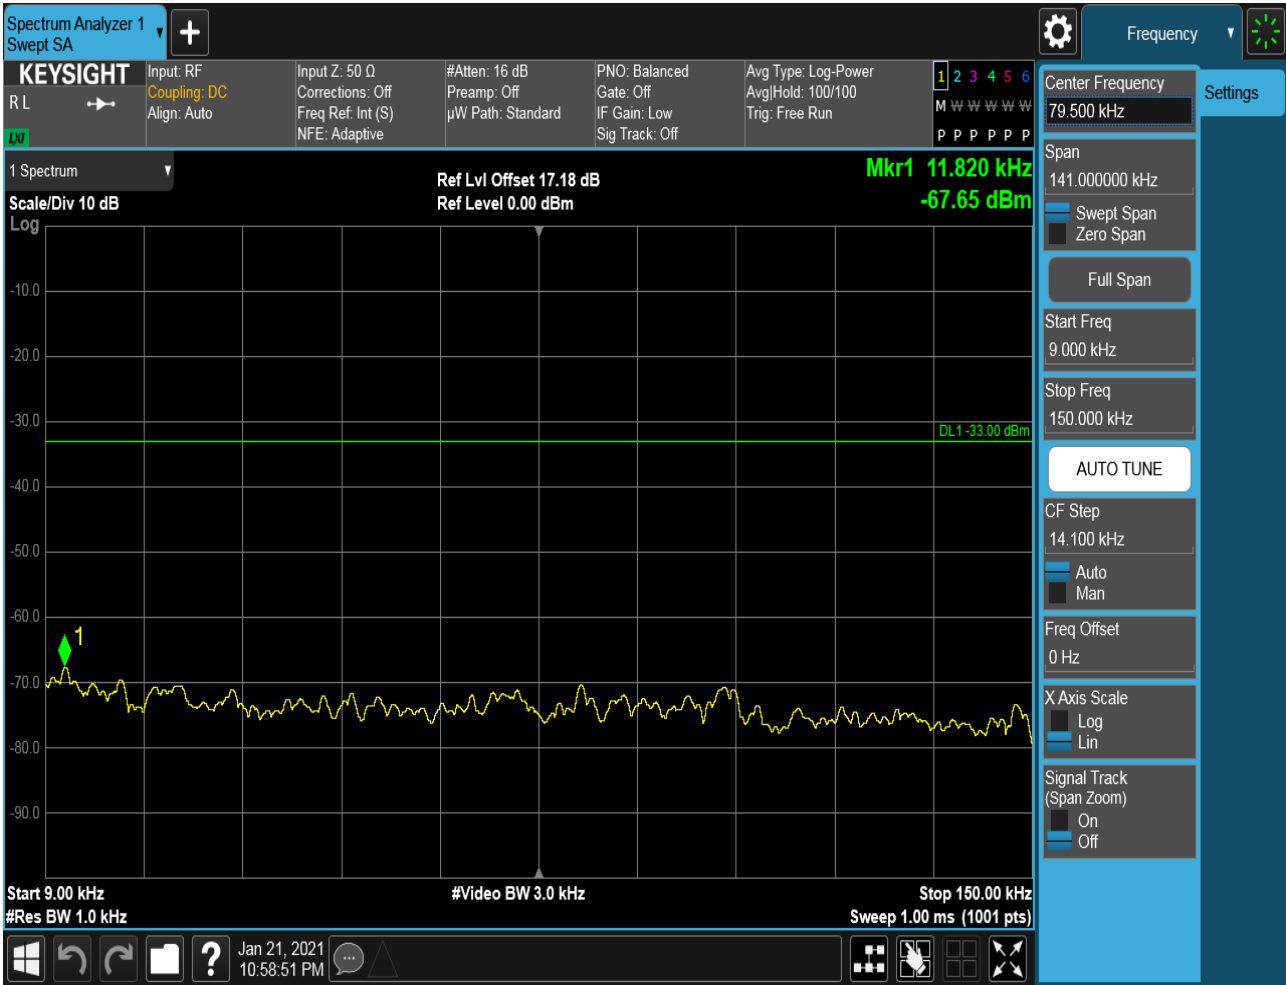 Spectrum Analyzer 1
Swept SA
Frequency
KEYSIGHT
R L
LXI
Input: RF
Coupling: DC
Align: Auto
Input Z: 50 Ω
Corrections: Off
Freq Ref: Int (S)
NFE: Adaptive
#Atten: 16 dB
Preamp: Off
µW Path: Standard
PNO: Balanced
Gate: Off
IF Gain: Low
Sig Track: Off
Avg Type: Log-Power
Avg|Hold: 100/100
Trig: Free Run
1 2 3 4 5 6
M W W W W W
P P P P P P
1 Spectrum
Scale/Div 10 dB
Log
Ref Lvl Offset 17.18 dB
Ref Level 0.00 dBm
Mkr1 11.820 kHz
-67.65 dBm
-10.0
-20.0
-30.0
DL1 -33.00 dBm
-40.0
-50.0
-60.0
1
-70.0
-80.0
-90.0
Start 9.00 kHz
#Res BW 1.0 kHz
#Video BW 3.0 kHz
Stop 150.00 kHz
Sweep 1.00 ms (1001 pts)
Center Frequency
79.500 kHz
Settings
Span
141.000000 kHz
Swept Span
Zero Span
Full Span
Start Freq
9.000 kHz
Stop Freq
150.000 kHz
AUTO TUNE
CF Step
14.100 kHz
Auto
Man
Freq Offset
0 Hz
X Axis Scale
Log
Lin
Signal Track
(Span Zoom)
On
Off
?
Jan 21, 2021
10:58:51 PM